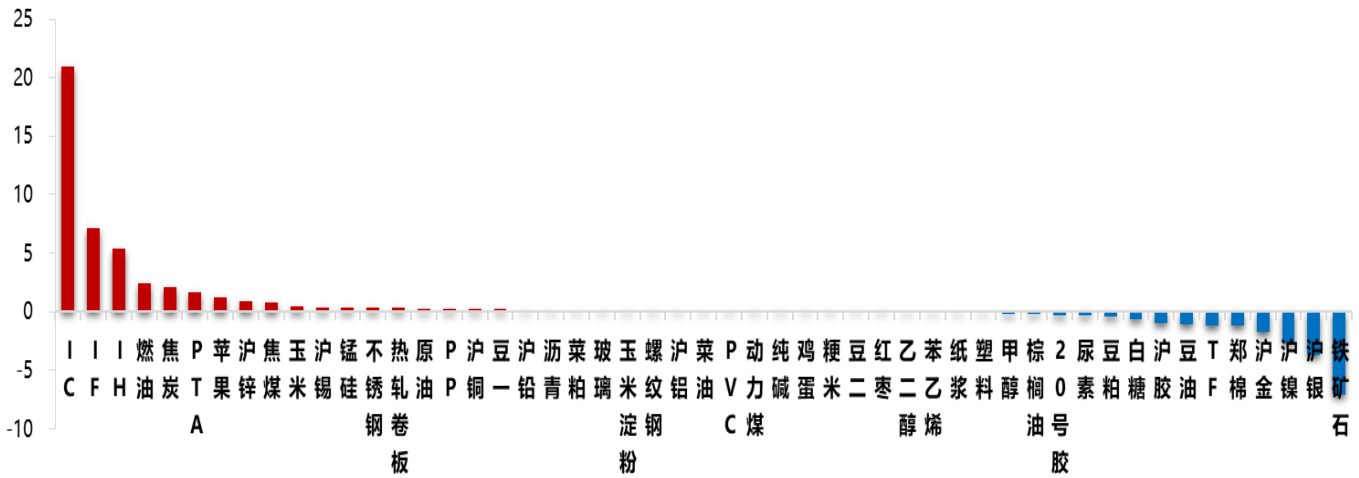 25
20
15
10
5
0
-5
-10
IC
IF
IH
燃油
焦炭
PTA
苹果
沪锌
焦煤
玉米
沪锡
锰硅
不锈钢
热轧卷板
原油
PP
沪铜
豆一
沪铅
沥青
菜粕
玻璃
玉米淀粉
螺纹钢
沪铝
菜油
PVC
动力煤
纯碱
鸡蛋
粳米
豆二
红枣
乙二醇
苯乙烯
纸浆
塑料
甲醇
棕榈油
20号胶
尿素
豆粕
白糖
沪胶
豆油
TF
郑棉
沪金
沪镍
沪银
铁矿石